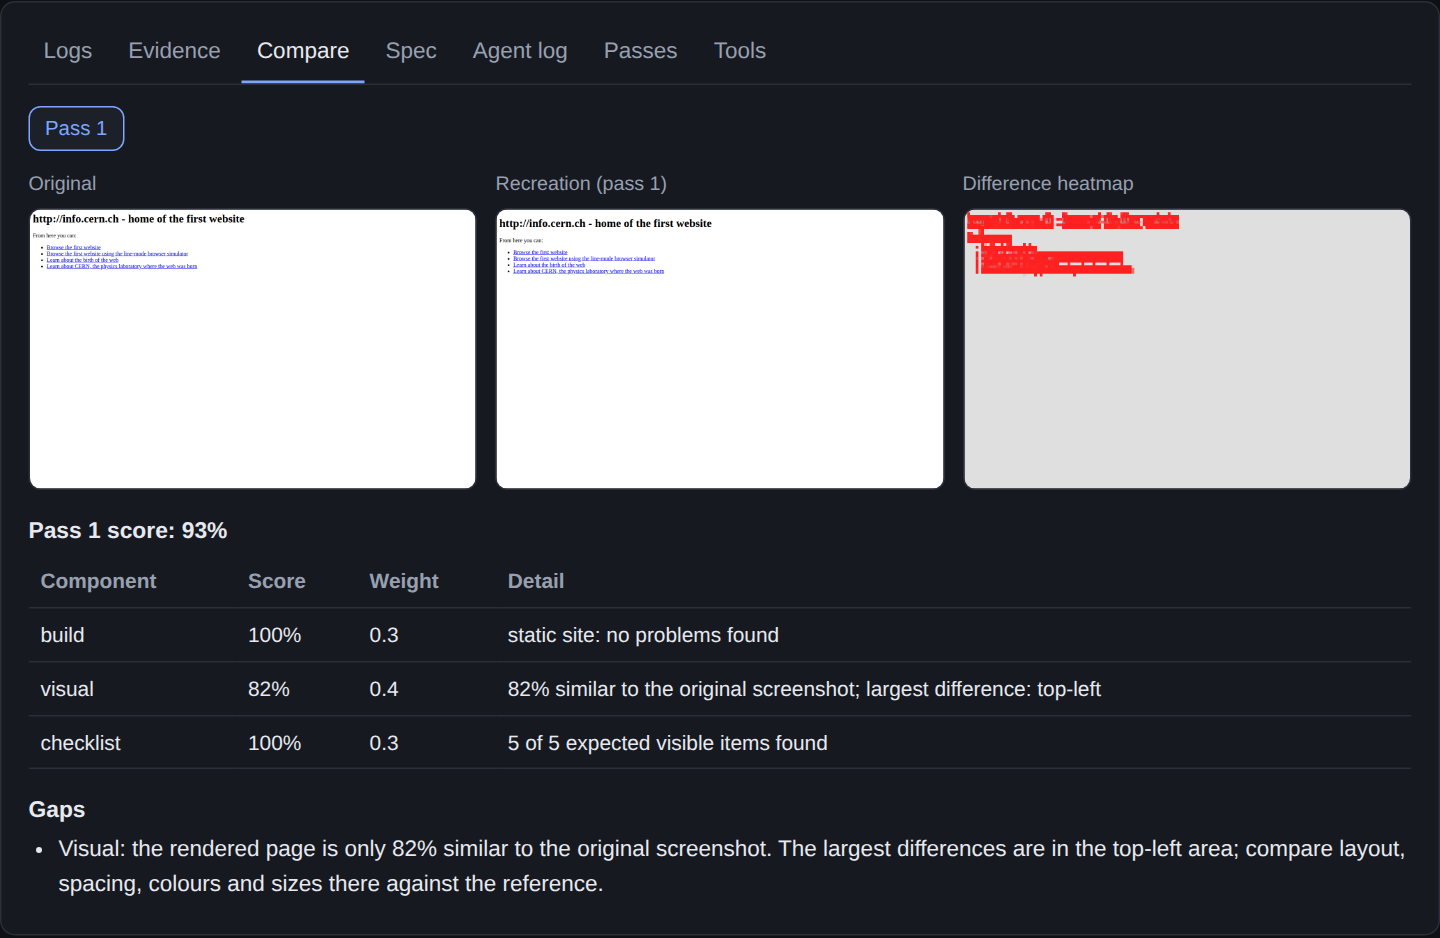 Logs Evidence Compare Spec Agent log Passes Tools
Pass 1
Original
http://info.cern.ch - home of the first website
From here you can:
• Browse the first website
• Browse the first website using the line-mode browser simulator
• Learn about the birth of the web
• Learn about CERN, the physics laboratory where the web was born
Recreation (pass 1)
http://info.cern.ch - home of the first website
From here you can:
• Browse the first website
• Browse the first website using the line-mode browser simulator
• Learn about the birth of the web
• Learn about CERN, the physics laboratory where the web was born
Difference heatmap
Pass 1 score: 93%
Component Score Weight Detail
build 100% 0.3 static site: no problems found
visual 82% 0.4 82% similar to the original screenshot; largest difference: top-left
checklist 100% 0.3 5 of 5 expected visible items found
Gaps
• Visual: the rendered page is only 82% similar to the original screenshot. The largest differences are in the top-left area; compare layout,
spacing, colours and sizes there against the reference.